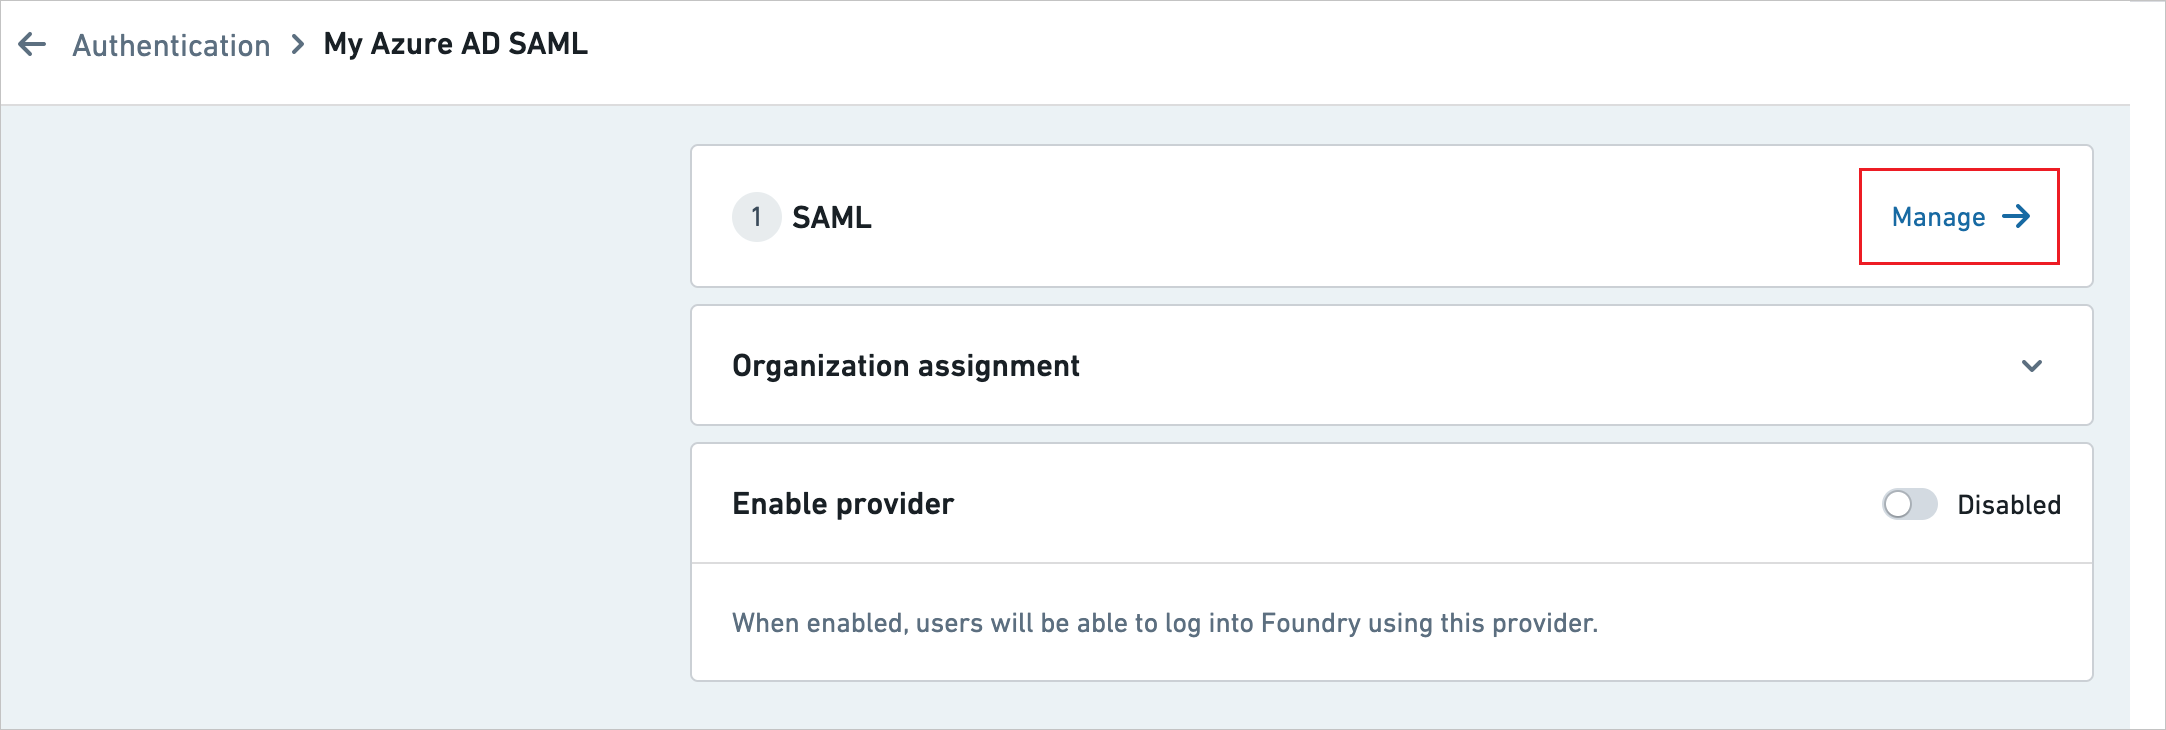 Authentication > My Azure AD SAML
1 SAML Manage
Organization assignment
Enable provider Disabled
When enabled, users will be able to log into Foundry using this provider.